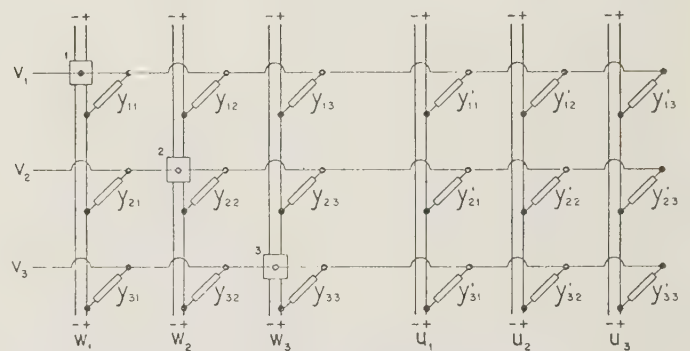 -+ -+ -+ -+ -+ -+
1
V₁
y₁₁ y₁₂ y₁₃ y'₁₁ y'₁₂ y'₁₃
2
V₂
y₂₁ y₂₂ y₂₃ y'₂₁ y'₂₂ y'₂₃
3
V₃
y₃₁ y₃₂ y₃₃ y'₃₁ y'₃₂ y'₃₃
-+ -+ -+ -+ -+ -+
W₁ W₂ W₃ U₁ U₂ U₃